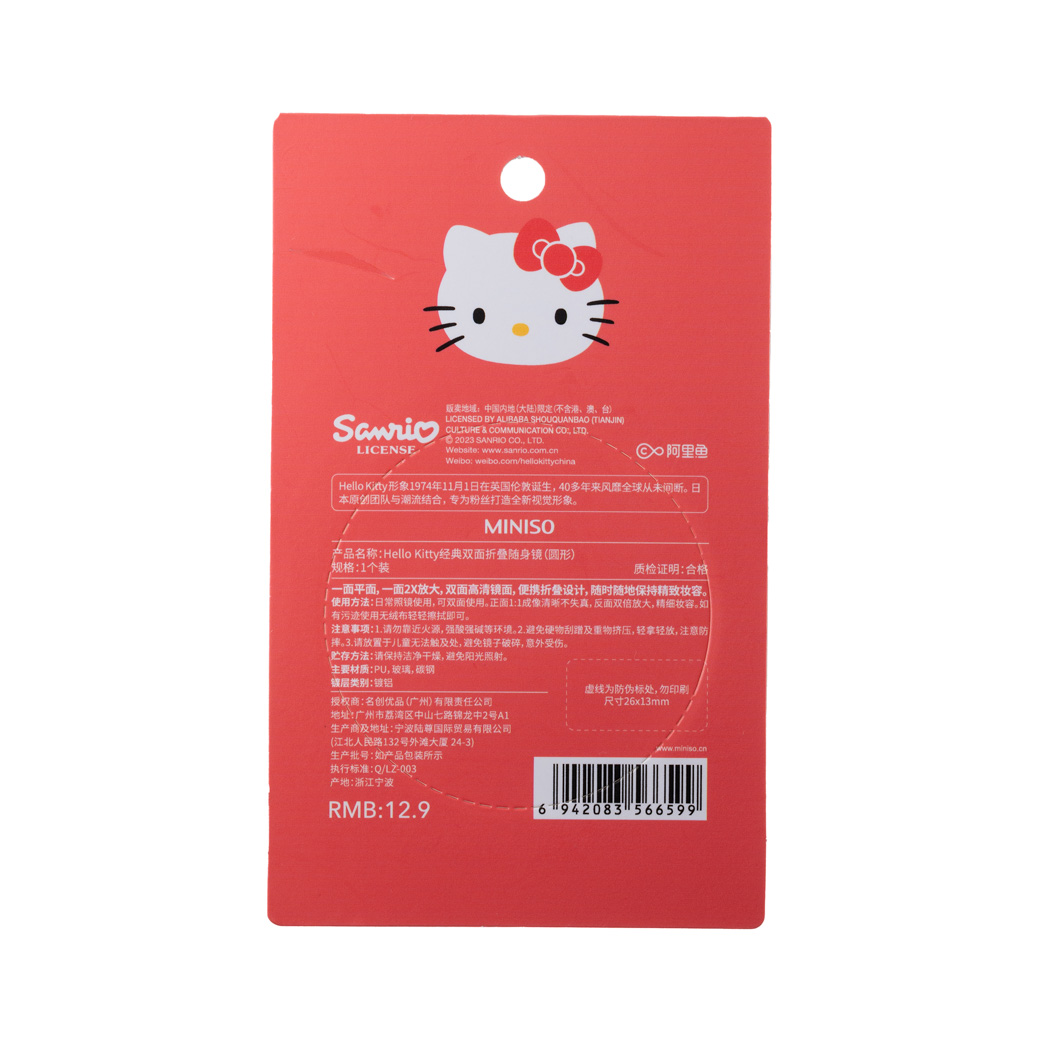 Sanrio
LICENSE
版卖地域：中国内地(大陆)限定(不含港、澳、台)
LICENSED BY ALIBABA SHOUQUANBAO (TIANJIN)
CULTURE & COMMUNICATION CO., LTD.
© 2023 SANRIO CO., LTD.
Website: www.sanrio.com.cn
Weibo: weibo.com/hellokittychina
阿里鱼
Hello Kitty形象1974年11月1日在英国伦敦诞生，40多年来风靡全球从未间断。日
本原创团队与潮流结合，专为粉丝打造全新视觉形象。
MINISO
产品名称：Hello Kitty经典双面折叠随身镜（圆形）
规格：1个装
质检证明：合格
一面平面，一面2X放大，双面高清镜面，便携折叠设计，随时随地保持精致妆容。
使用方法：日常照镜使用，可双面使用。正面1:1成像清晰不失真，反面双倍放大，精细妆容。如
有污迹使用无绒布轻轻擦拭即可。
注意事项：1.请勿靠近火源，强酸强碱等环境。2.避免硬物刮蹭及重物挤压，轻拿轻放，注意防
摔。3.请放置于儿童无法触及处，避免镜子破碎，意外受伤。
贮存方法：请保持洁净干燥，避免阳光照射。
主要材质：PU，玻璃，碳钢
镀层类别：镀铝
虚线为防伪标处，勿印刷
尺寸26x13mm
授权商：名创优品（广州）有限责任公司
地址：广州市荔湾区中山七路锦龙中2号A1
生产商及地址：宁波陆尊国际贸易有限公司
(江北人民路132号外滩大厦 24-3)
生产批号：如产品包装所示
执行标准：Q/LZ-003
产地：浙江宁波
www.miniso.cn
RMB:12.9
6 942083 566599